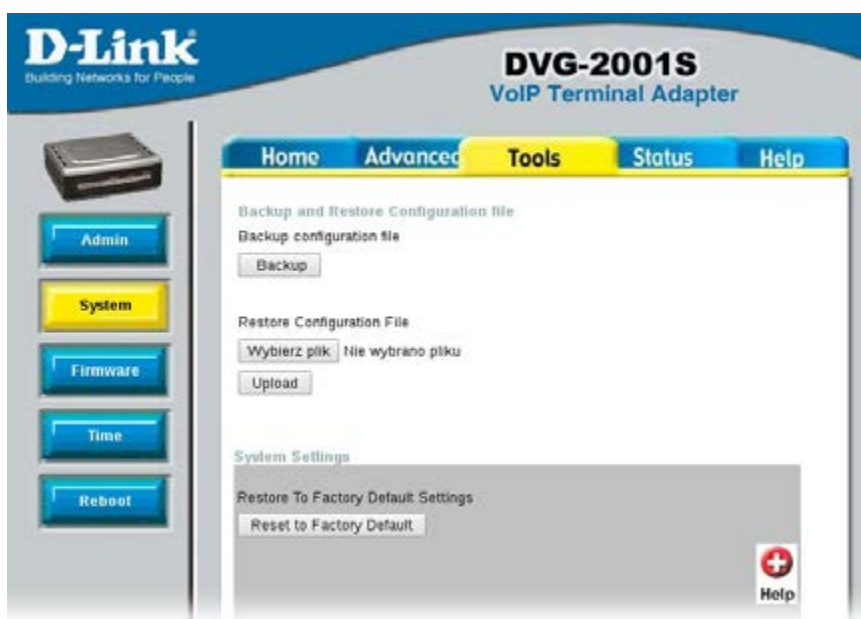 D-Link
Building Networks for People
DVG-2001S
VoIP Terminal Adapter
Home Advanced Tools Status Help
Admin
System
Firmware
Time
Reboot
Backup and Restore Configuration file
Backup configuration file
Backup
Restore Configuration File
Wybierz plik Nie wybrano pliku
Upload
System Settings
Restore To Factory Default Settings
Reset to Factory Default
Help